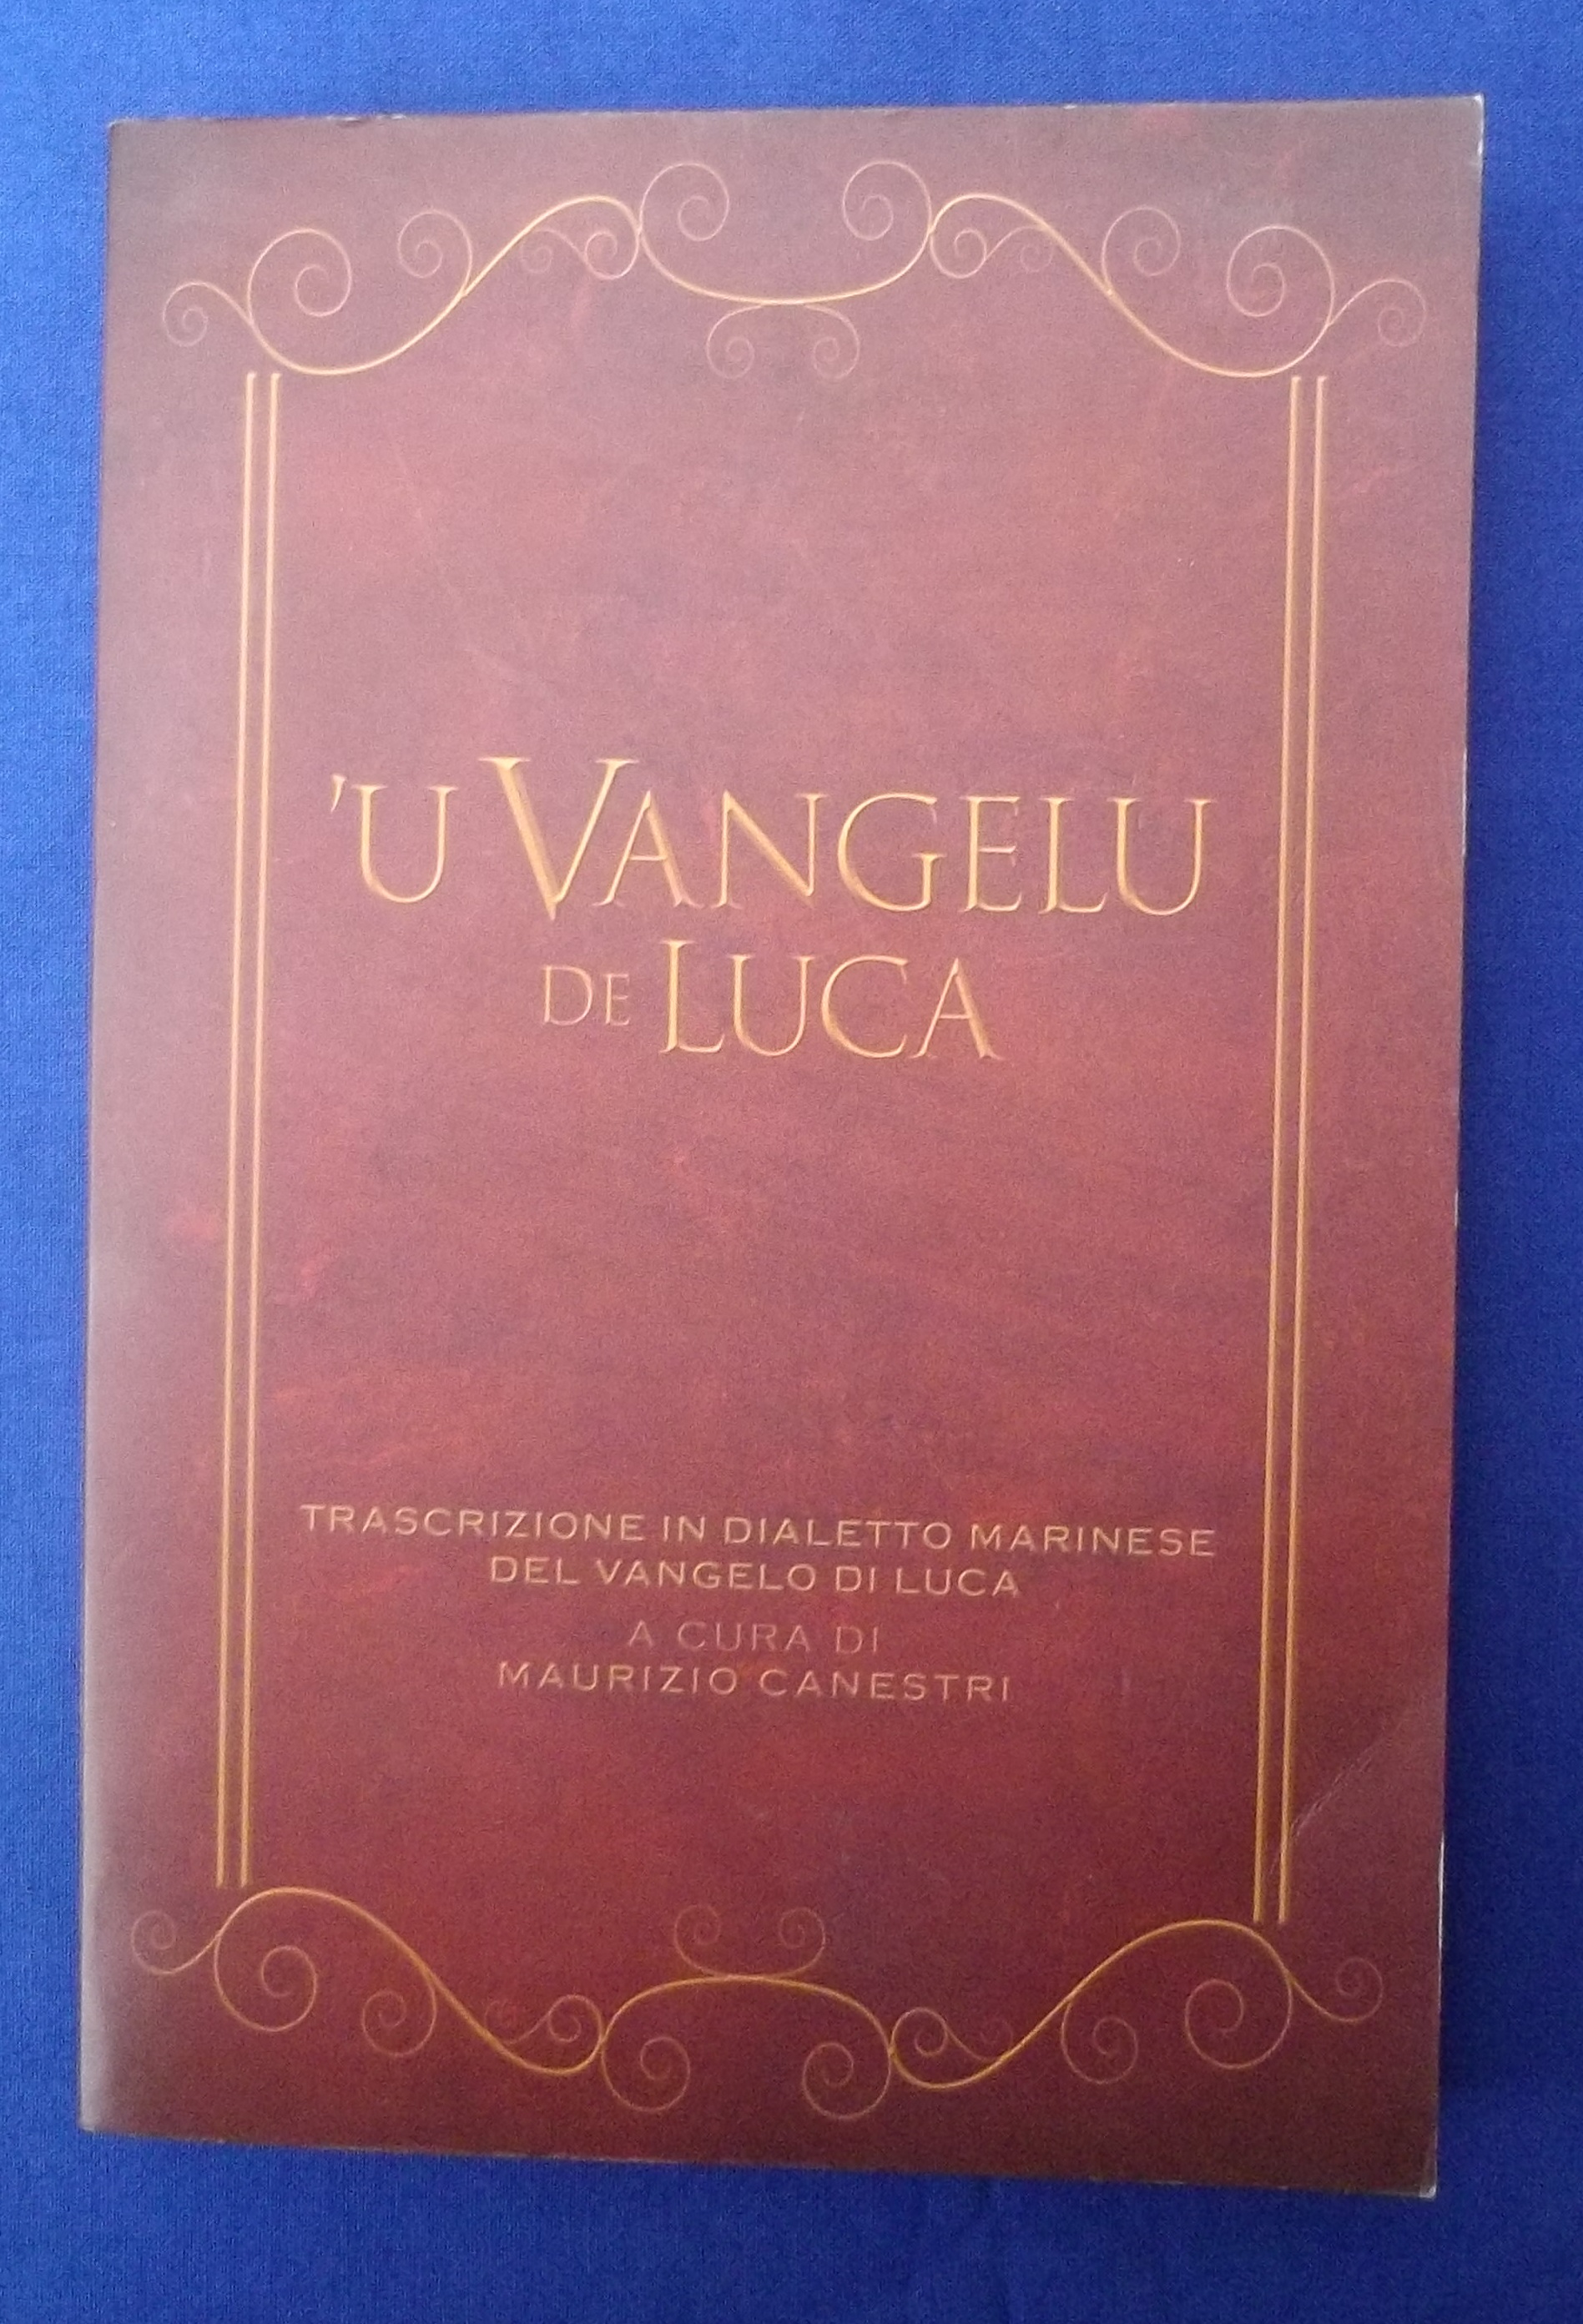 'U VANGELU
DE LUCA
TRASCRIZIONE IN DIALETTO MARINESE
DEL VANGELO DI LUCA
A CURA DI
MAURIZIO CANESTRI